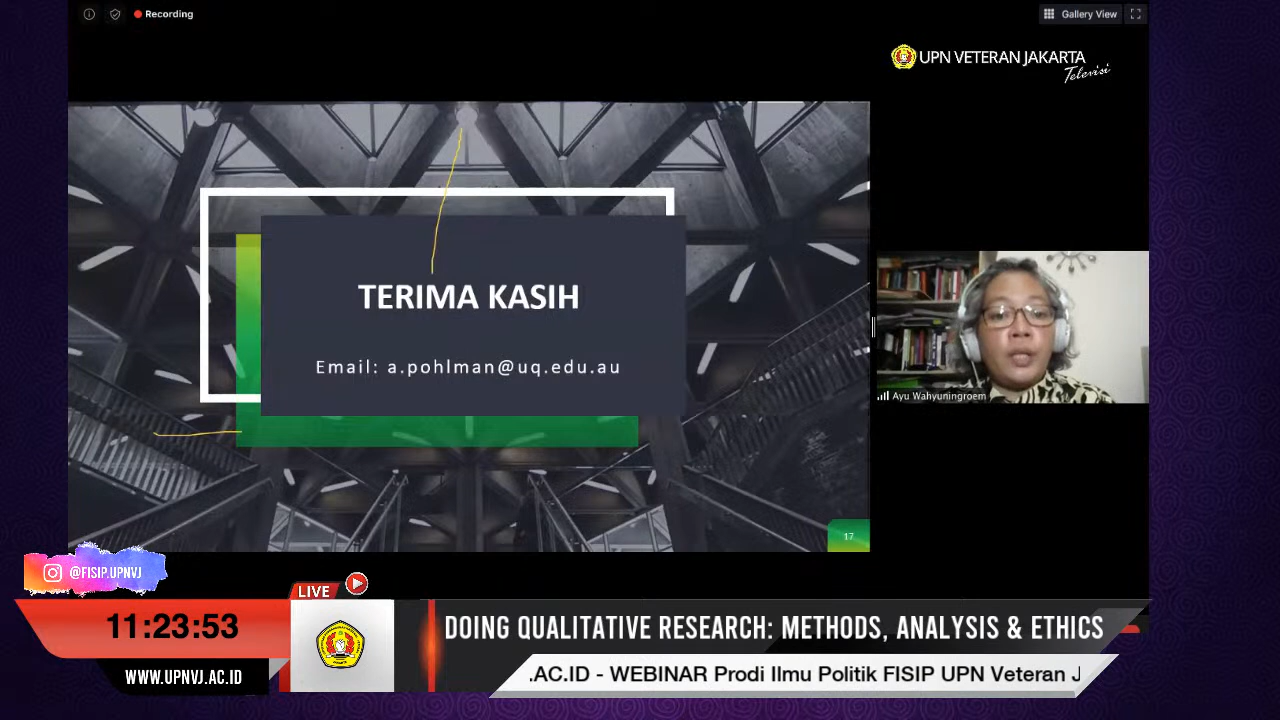 Recording
Gallery View
UPN VETERAN JAKARTA
Televisi
TERIMA KASIH
Email: a.pohlman@uq.edu.au
Ayu Wahyuningroem
17
@FISIP.UPNVJ
LIVE
11:23:53
DOING QUALITATIVE RESEARCH: METHODS, ANALYSIS & ETHICS
WWW.UPNVJ.AC.ID
.AC.ID - WEBINAR Prodi Ilmu Politik FISIP UPN Veteran J